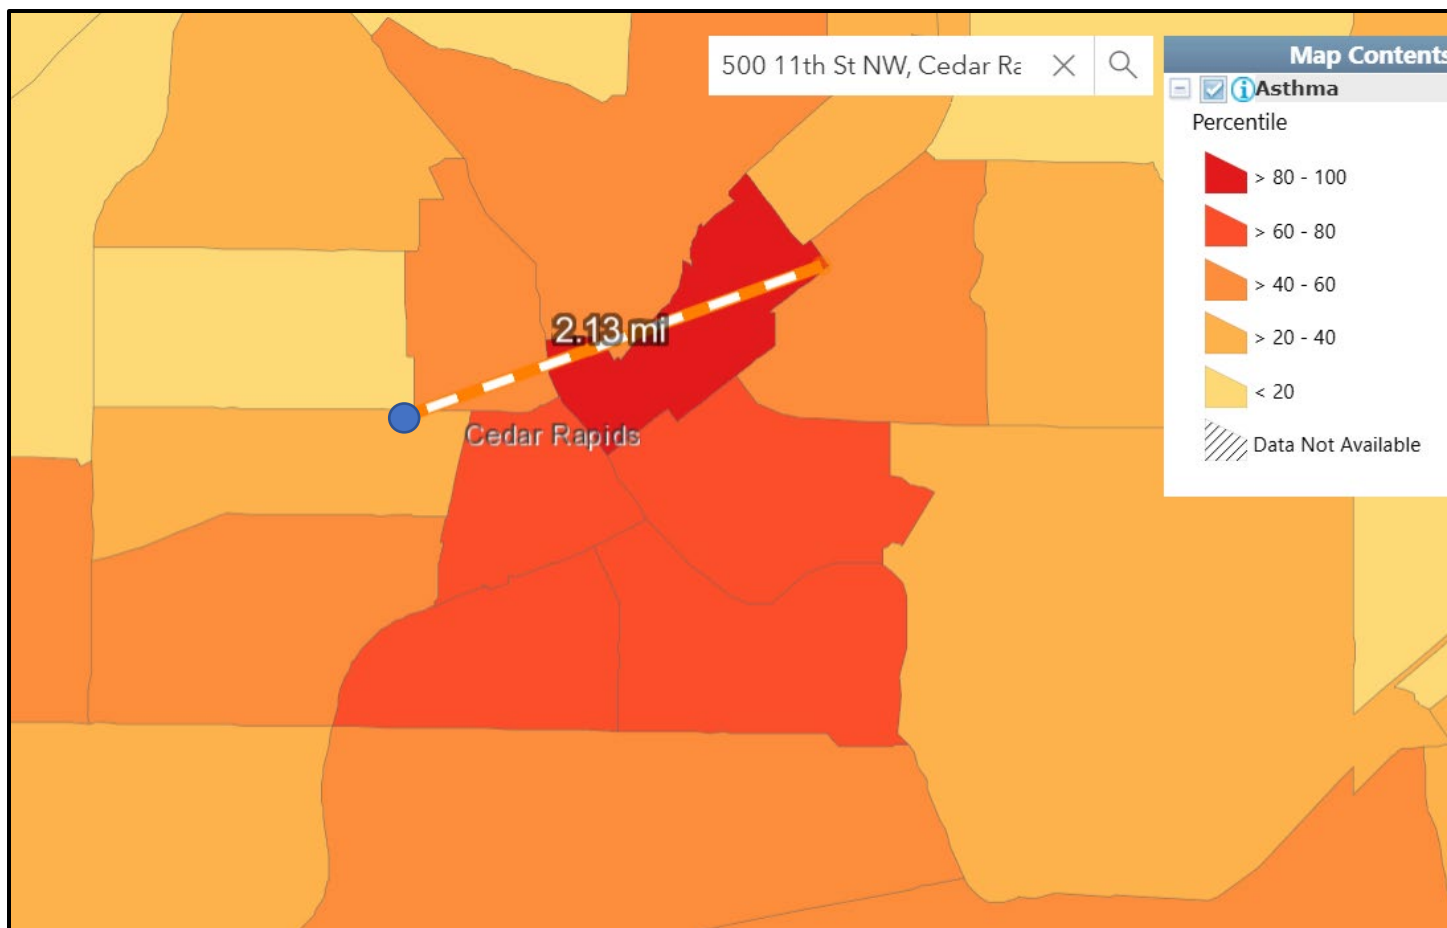 500 11th St NW, Cedar Ra
Map Contents
Asthma
Percentile
> 80 - 100
> 60 - 80
> 40 - 60
> 20 - 40
< 20
Data Not Available
2.13 mi
Cedar Rapids